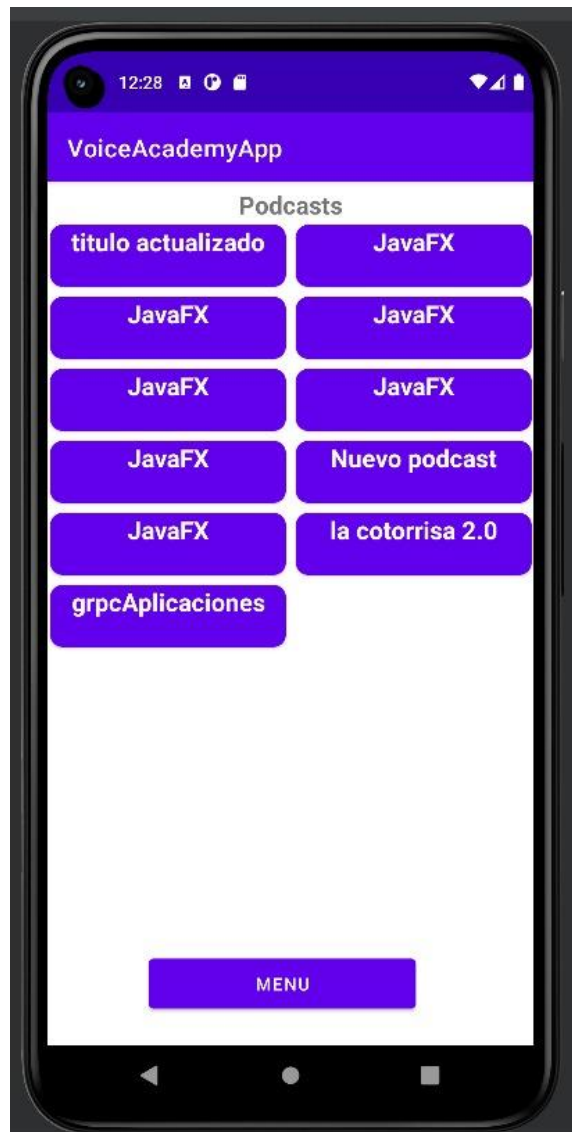 12:28
VoiceAcademyApp
Podcasts
titulo actualizado
JavaFX
JavaFX
JavaFX
JavaFX
JavaFX
JavaFX
Nuevo podcast
JavaFX
la cotorrisa 2.0
grpcAplicaciones
MENU